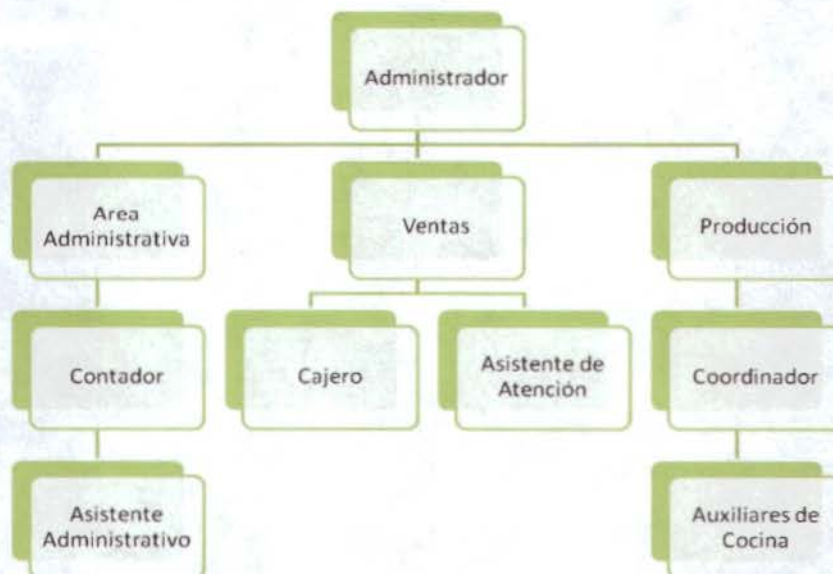 Administrador
Area
Administrativa
Ventas
Producción
Contador
Cajero
Asistente de
Atención
Coordinador
Asistente
Administrativo
Auxiliares de
Cocina